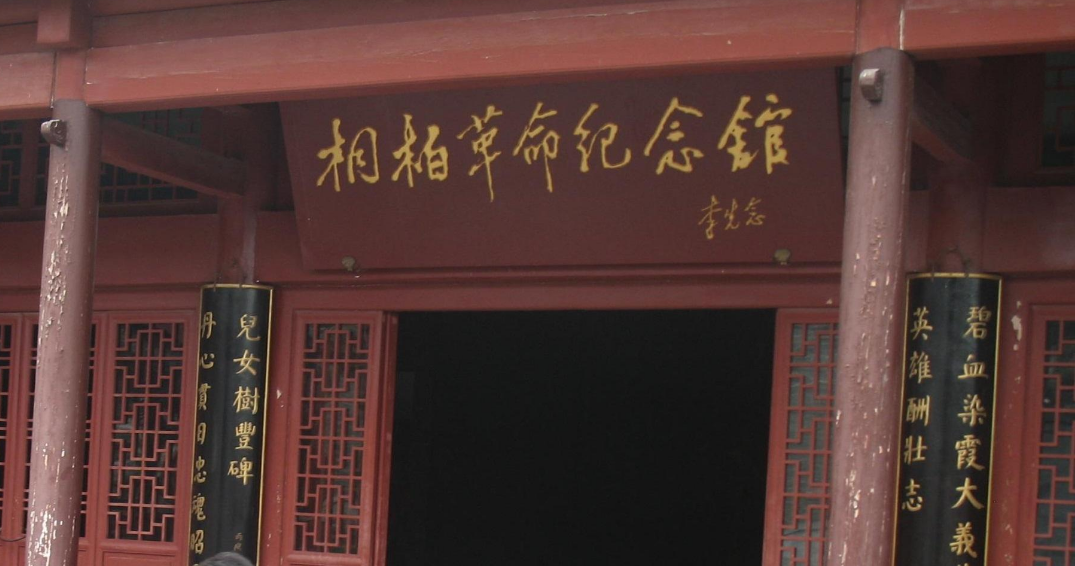 桐柏革命纪念馆
李先念
碧血染霞大義
英雄酬壯志
丹心貫日忠魂昭
兒女樹豐碑